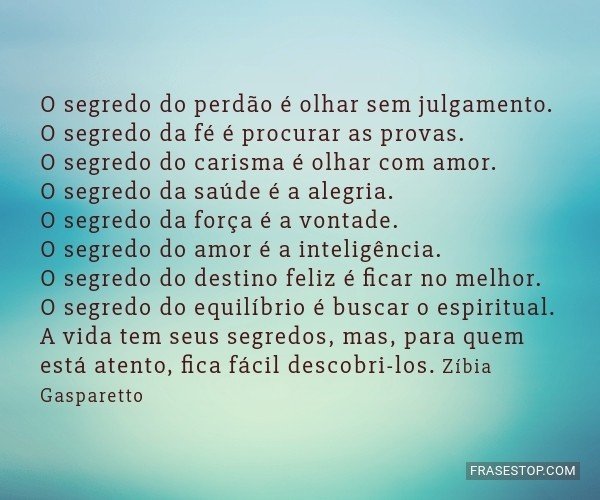 O segredo do perdão é olhar sem julgamento.
O segredo da fé é procurar as provas.
O segredo do carisma é olhar com amor.
O segredo da saúde é a alegria.
O segredo da força é a vontade.
O segredo do amor é a inteligência.
O segredo do destino feliz é ficar no melhor.
O segredo do equilíbrio é buscar o espiritual.
A vida tem seus segredos, mas, para quem
está atento, fica fácil descobri-los. Zíbia
Gasparetto
FRASESTOP.COM